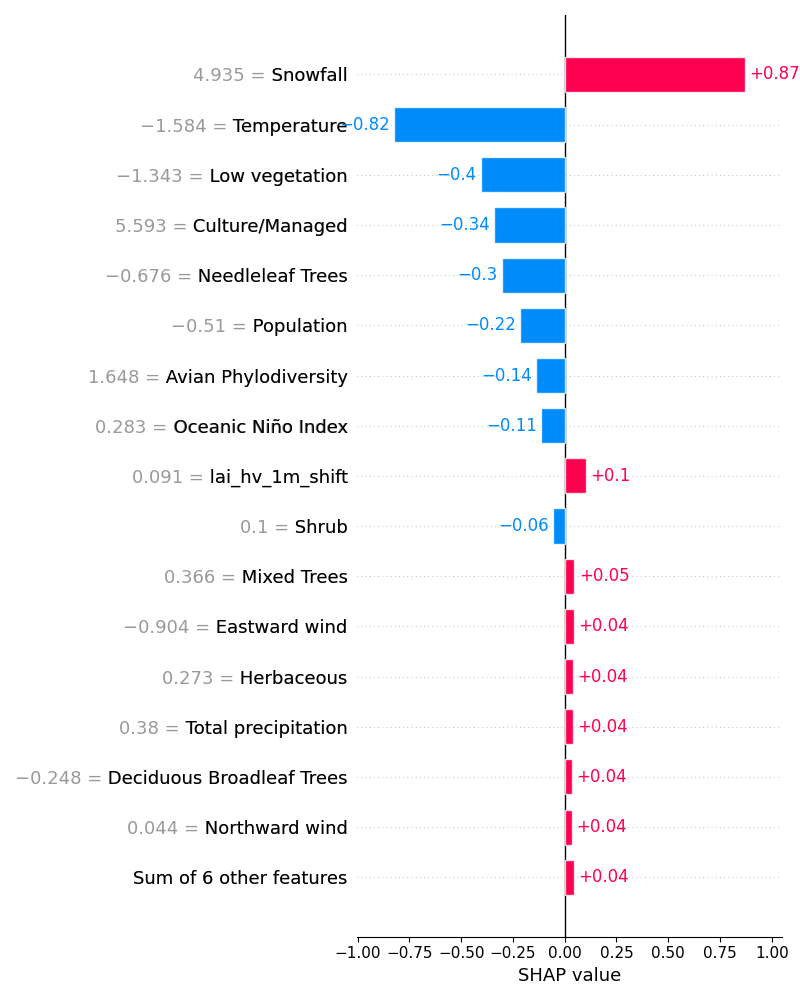 4.935 = Snowfall +0.87
−1.584 = Temperature −0.82
−1.343 = Low vegetation −0.4
5.593 = Culture/Managed −0.34
−0.676 = Needleleaf Trees −0.3
−0.51 = Population −0.22
1.648 = Avian Phylodiversity −0.14
0.283 = Oceanic Niño Index −0.11
0.091 = lai_hv_1m_shift +0.1
0.1 = Shrub −0.06
0.366 = Mixed Trees +0.05
−0.904 = Eastward wind +0.04
0.273 = Herbaceous +0.04
0.38 = Total precipitation +0.04
−0.248 = Deciduous Broadleaf Trees +0.04
0.044 = Northward wind +0.04
Sum of 6 other features +0.04
−1.00 −0.75 −0.50 −0.25 0.00 0.25 0.50 0.75 1.00
SHAP value